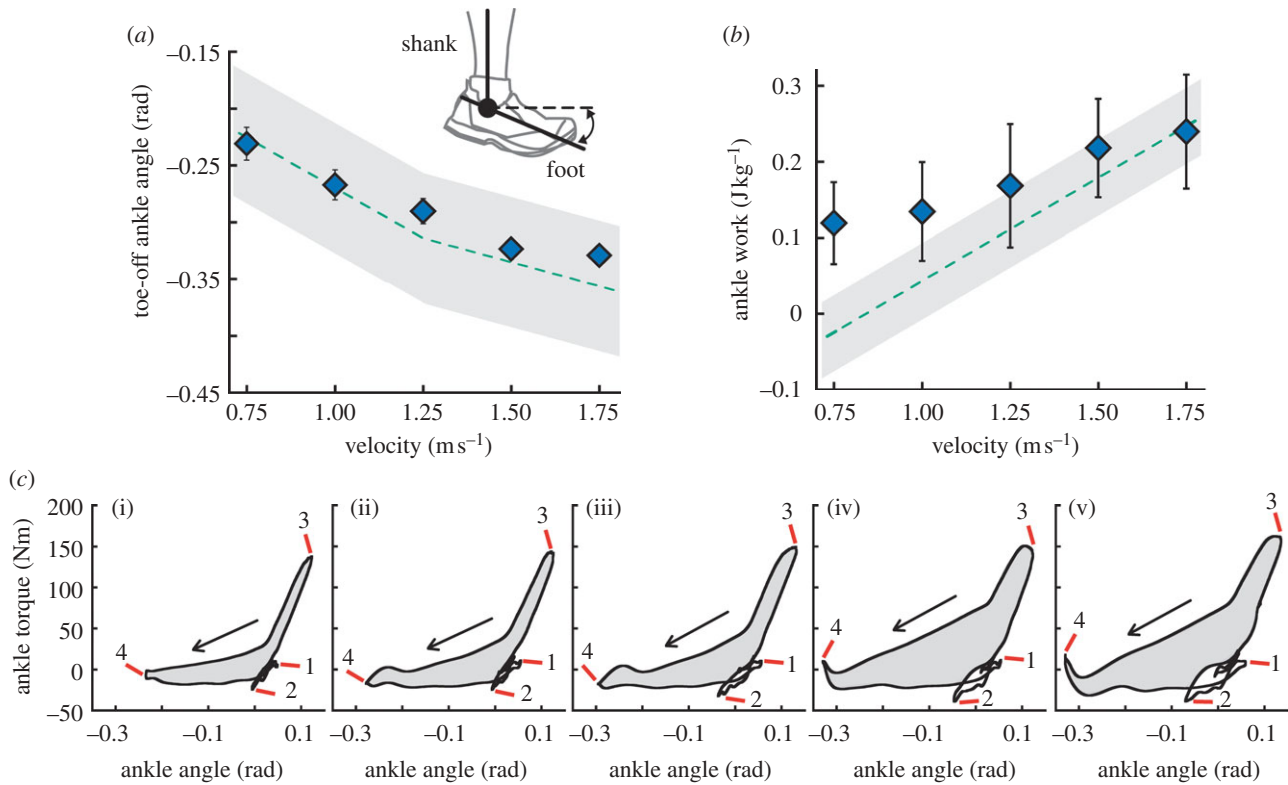 (a)
shank
foot
−0.15
−0.25
−0.35
−0.45
toe-off ankle angle (rad)
0.75 1.00 1.25 1.50 1.75
velocity (m s⁻¹)
(b)
0.3
0.2
0.1
0
−0.1
ankle work (J kg⁻¹)
0.75 1.00 1.25 1.50 1.75
velocity (m s⁻¹)
(c)
200
150
100
50
0
−50
ankle torque (Nm)
(i)
3
4
1
2
−0.3 −0.1 0.1
ankle angle (rad)
(ii)
3
4
1
2
−0.3 −0.1 0.1
ankle angle (rad)
(iii)
3
4
1
2
−0.3 −0.1 0.1
ankle angle (rad)
(iv)
3
4
1
2
−0.3 −0.1 0.1
ankle angle (rad)
(v)
3
4
1
2
−0.3 −0.1 0.1
ankle angle (rad)